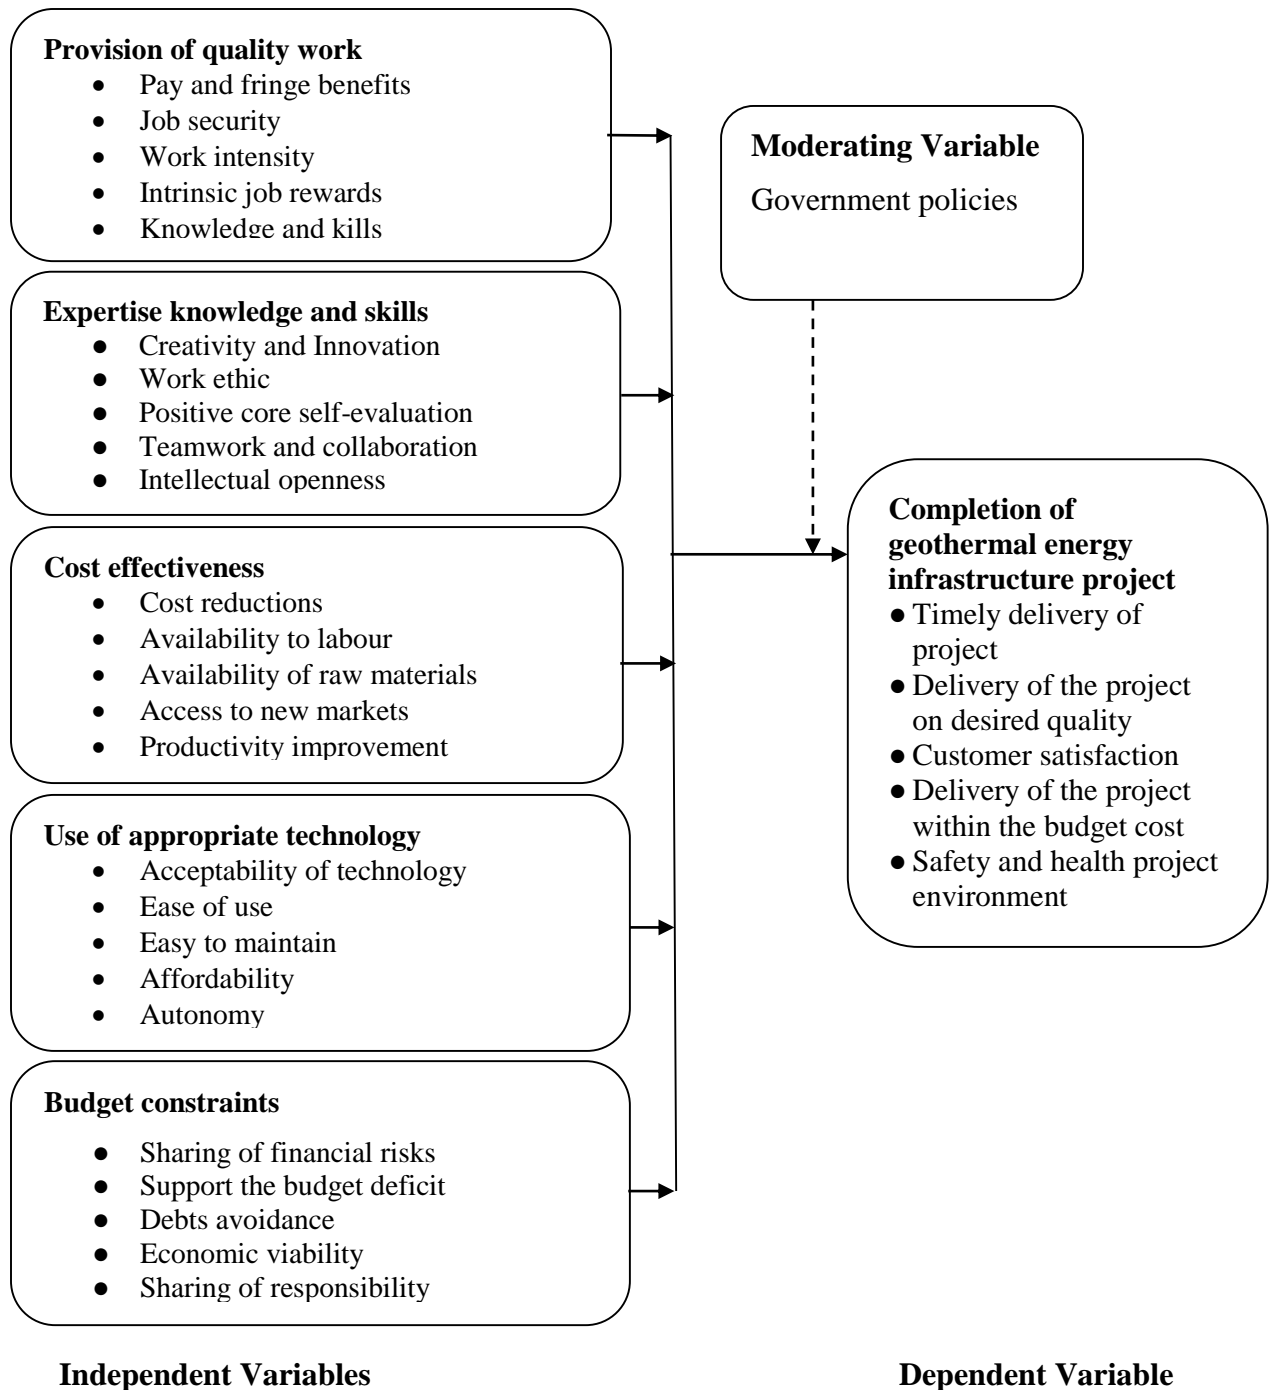 Provision of quality work
● Pay and fringe benefits
● Job security
● Work intensity
● Intrinsic job rewards
● Knowledge and kills
Expertise knowledge and skills
● Creativity and Innovation
● Work ethic
● Positive core self-evaluation
● Teamwork and collaboration
● Intellectual openness
Cost effectiveness
● Cost reductions
● Availability to labour
● Availability of raw materials
● Access to new markets
● Productivity improvement
Use of appropriate technology
● Acceptability of technology
● Ease of use
● Easy to maintain
● Affordability
● Autonomy
Budget constraints
● Sharing of financial risks
● Support the budget deficit
● Debts avoidance
● Economic viability
● Sharing of responsibility
Independent Variables
Moderating Variable
Government policies
Completion of
geothermal energy
infrastructure project
● Timely delivery of
project
● Delivery of the project
on desired quality
● Customer satisfaction
● Delivery of the project
within the budget cost
● Safety and health project
environment
Dependent Variable